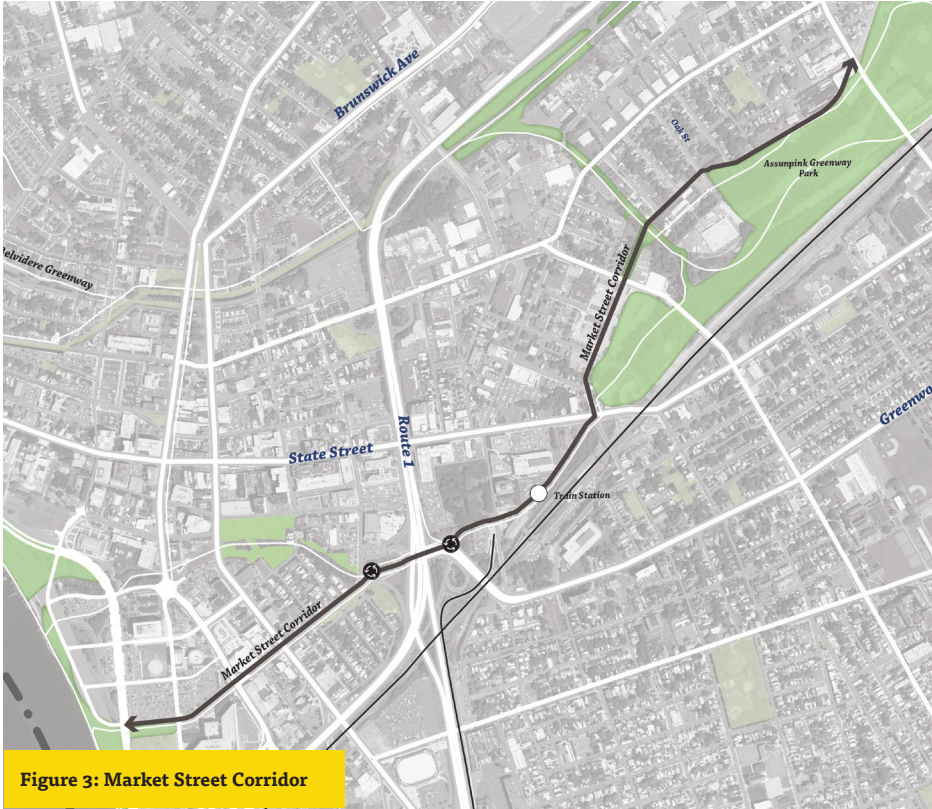 Brunswick Ave
Oak St
Assunpink Greenway
Park
Belvidere Greenway
Market Street Corridor
Greenwo
Route 1
State Street
Train Station
Market Street Corridor
Figure 3: Market Street Corridor